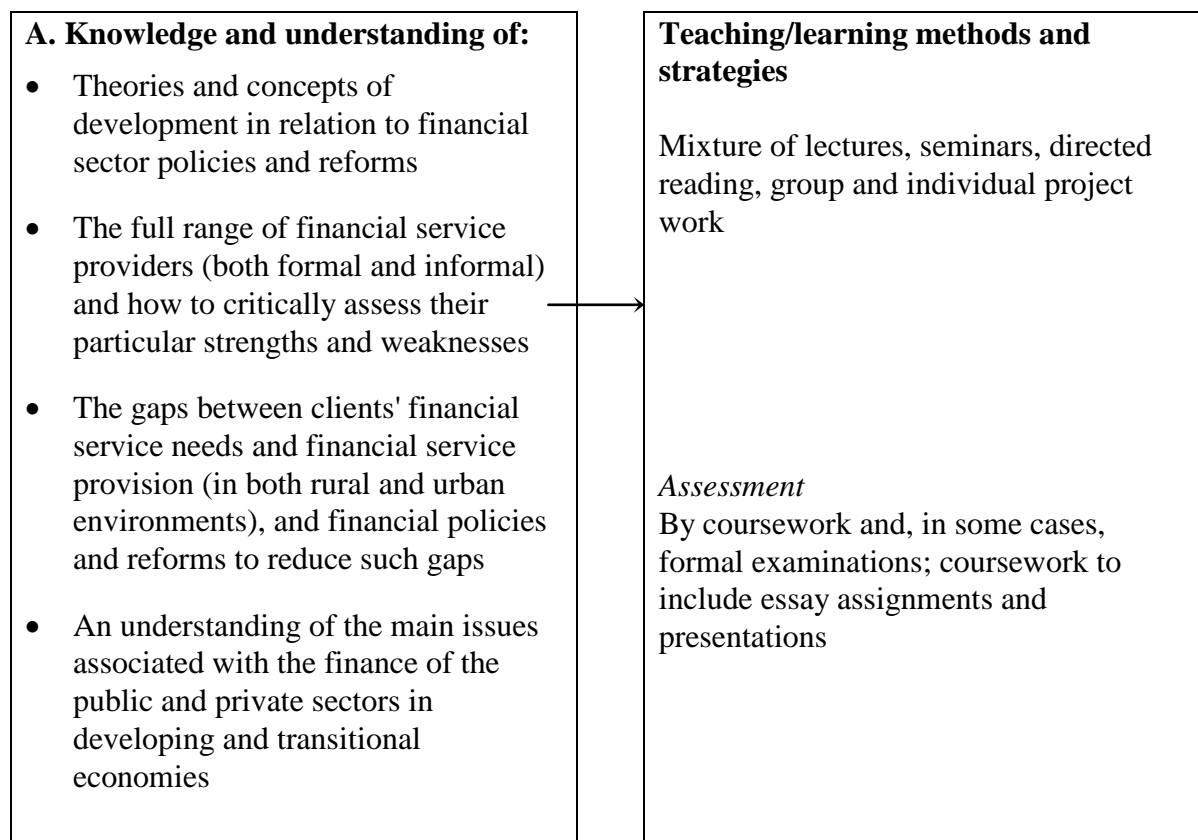 A. Knowledge and understanding of:
• Theories and concepts of
development in relation to financial
sector policies and reforms
• The full range of financial service
providers (both formal and informal)
and how to critically assess their
particular strengths and weaknesses
• The gaps between clients' financial
service needs and financial service
provision (in both rural and urban
environments), and financial policies
and reforms to reduce such gaps
• An understanding of the main issues
associated with the finance of the
public and private sectors in
developing and transitional
economies
Teaching/learning methods and
strategies
Mixture of lectures, seminars, directed
reading, group and individual project
work
Assessment
By coursework and, in some cases,
formal examinations; coursework to
include essay assignments and
presentations